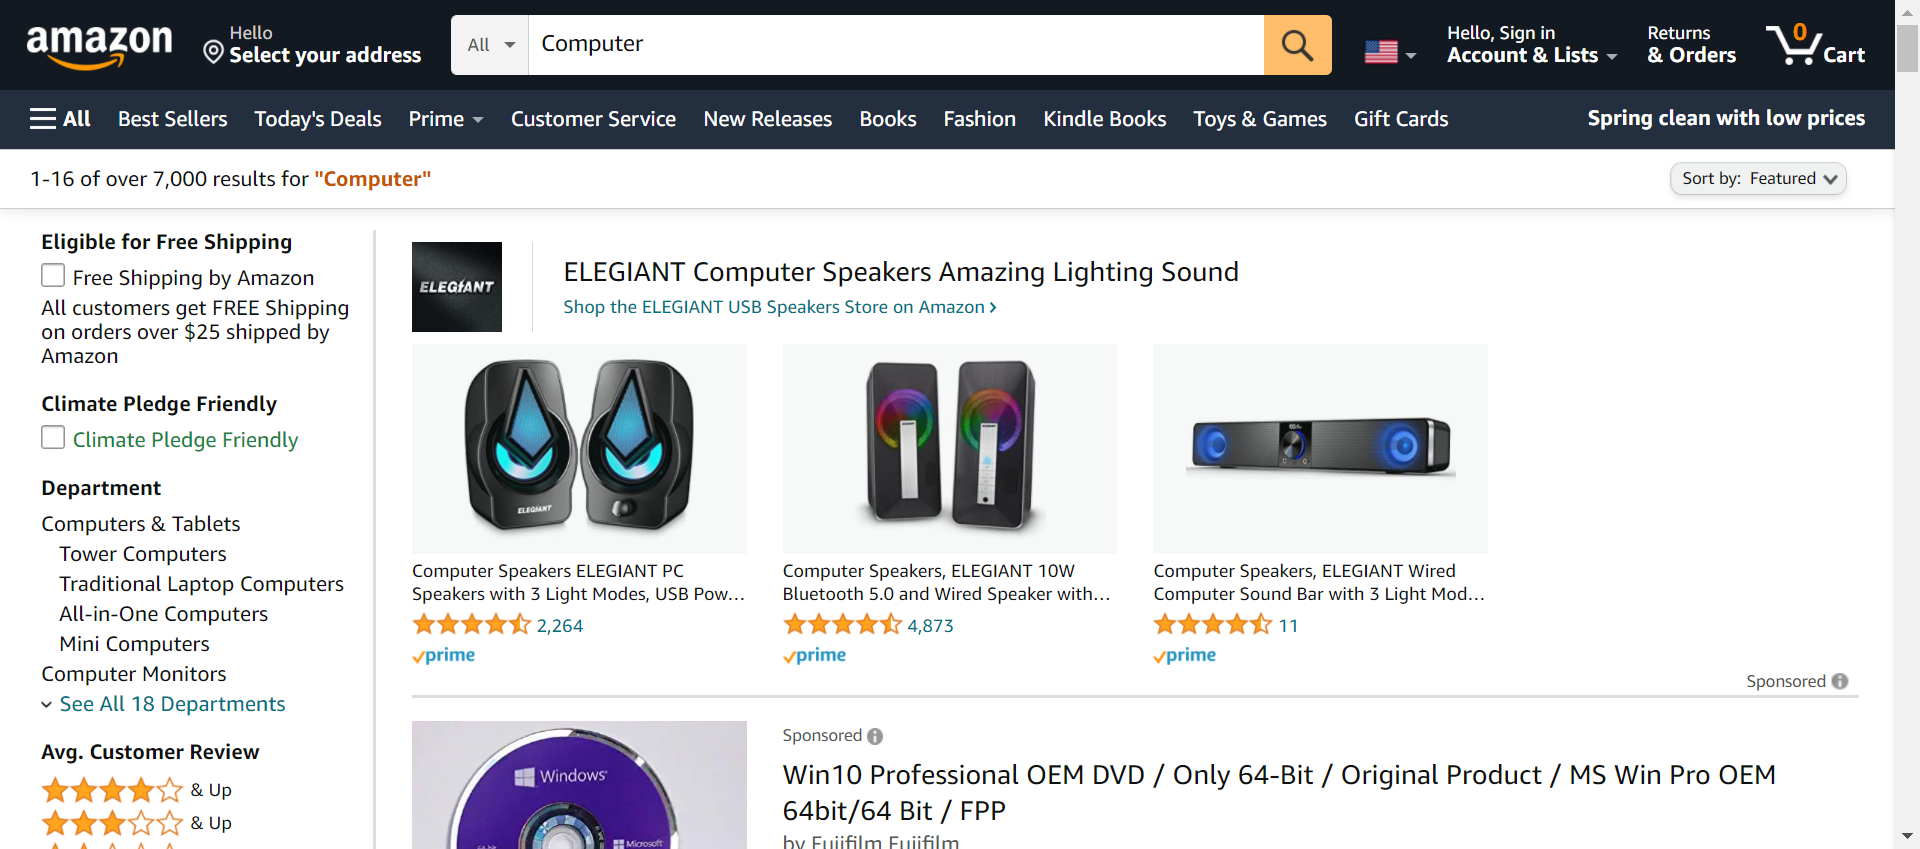 amazon
Hello
Select your address
All
Computer
Hello, Sign in
Account & Lists
Returns
& Orders
0
Cart
All
Best Sellers
Today's Deals
Prime
Customer Service
New Releases
Books
Fashion
Kindle Books
Toys & Games
Gift Cards
Spring clean with low prices
1-16 of over 7,000 results for "Computer"
Sort by: Featured
Eligible for Free Shipping
Free Shipping by Amazon
All customers get FREE Shipping
on orders over $25 shipped by
Amazon
Climate Pledge Friendly
Climate Pledge Friendly
Department
Computers & Tablets
Tower Computers
Traditional Laptop Computers
All-in-One Computers
Mini Computers
Computer Monitors
See All 18 Departments
Avg. Customer Review
& Up
& Up
ELEGIANT
ELEGIANT Computer Speakers Amazing Lighting Sound
Shop the ELEGIANT USB Speakers Store on Amazon ›
ELEGIANT
Computer Speakers ELEGIANT PC
Speakers with 3 Light Modes, USB Pow...
2,264
prime
Computer Speakers, ELEGIANT 10W
Bluetooth 5.0 and Wired Speaker with...
4,873
prime
Computer Speakers, ELEGIANT Wired
Computer Sound Bar with 3 Light Mod...
11
prime
Sponsored
Windows
Microsoft
Sponsored
Win10 Professional OEM DVD / Only 64-Bit / Original Product / MS Win Pro OEM
64bit/64 Bit / FPP
by Fujifilm Fujifilm